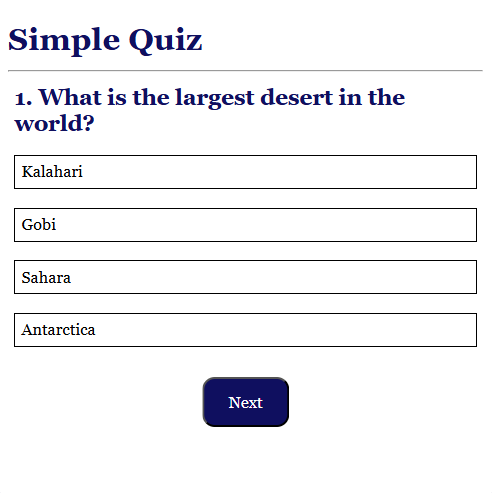 Simple Quiz
1. What is the largest desert in the
world?
Kalahari
Gobi
Sahara
Antarctica
Next